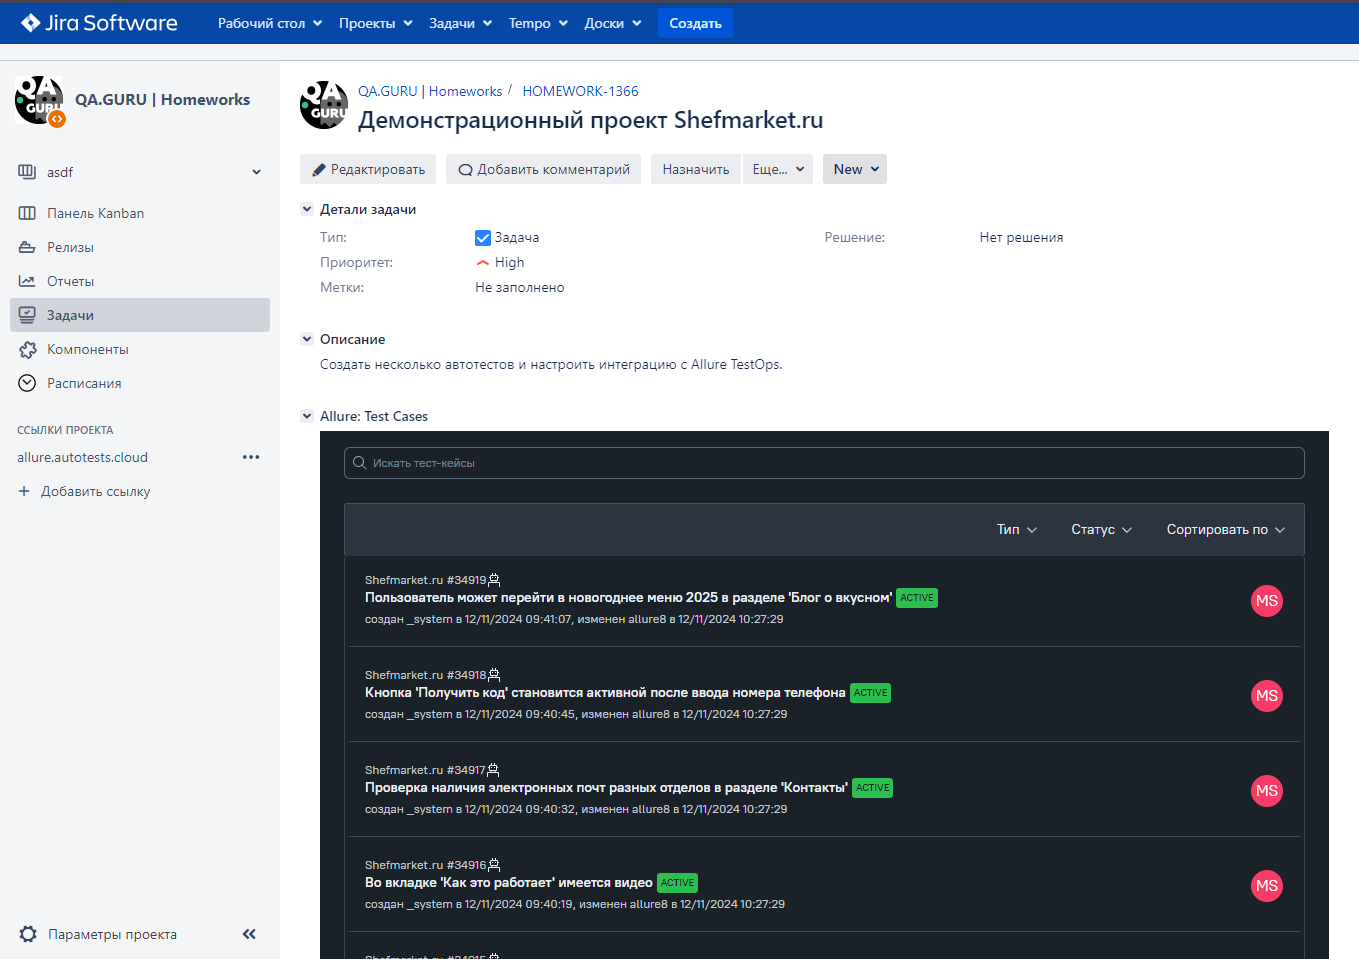 Jira Software
Рабочий стол Проекты Задачи Tempo Доски Создать
QA.GURU | Homeworks
asdf
Панель Kanban
Релизы
Отчеты
Задачи
Компоненты
Расписания
ССЫЛКИ ПРОЕКТА
allure.autotests.cloud
Добавить ссылку
Параметры проекта
QA GURU
QA.GURU | Homeworks / HOMEWORK-1366
Демонстрационный проект Shefmarket.ru
Редактировать Добавить комментарий Назначить Еще... New
Детали задачи
Тип: Задача Решение: Нет решения
Приоритет: High
Метки: Не заполнено
Описание
Создать несколько автотестов и настроить интеграцию с Allure TestOps.
Allure: Test Cases
Искать тест-кейсы
Тип Статус Сортировать по
Shefmarket.ru #34919
Пользователь может перейти в новогоднее меню 2025 в разделе 'Блог о вкусном' ACTIVE
MS
создан _system в 12/11/2024 09:41:07, изменен allure8 в 12/11/2024 10:27:29
Shefmarket.ru #34918
Кнопка 'Получить код' становится активной после ввода номера телефона ACTIVE
MS
создан _system в 12/11/2024 09:40:45, изменен allure8 в 12/11/2024 10:27:29
Shefmarket.ru #34917
Проверка наличия электронных почт разных отделов в разделе 'Контакты' ACTIVE
MS
создан _system в 12/11/2024 09:40:32, изменен allure8 в 12/11/2024 10:27:29
Shefmarket.ru #34916
Во вкладке 'Как это работает' имеется видео ACTIVE
MS
создан _system в 12/11/2024 09:40:19, изменен allure8 в 12/11/2024 10:27:29